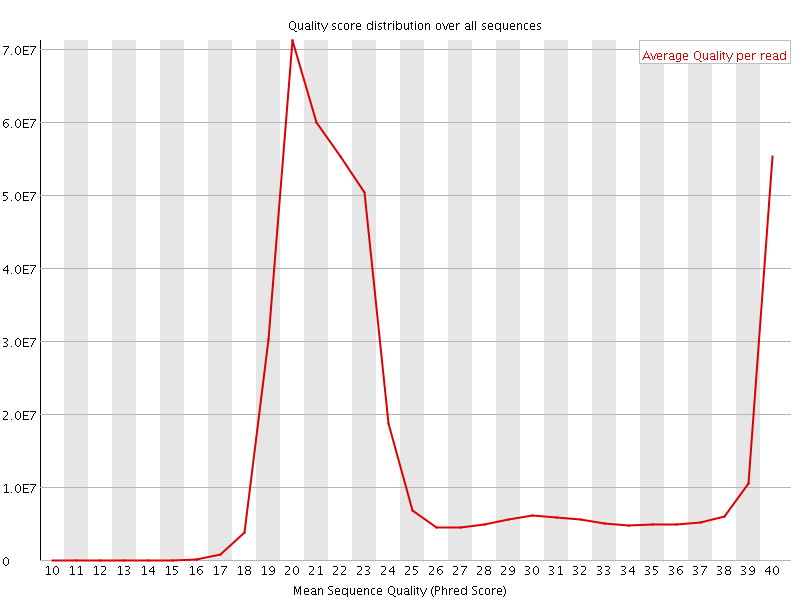 Quality score distribution over all sequences
Average Quality per read
7.0E7
6.0E7
5.0E7
4.0E7
3.0E7
2.0E7
1.0E7
0
10 11 12 13 14 15 16 17 18 19 20 21 22 23 24 25 26 27 28 29 30 31 32 33 34 35 36 37 38 39 40
Mean Sequence Quality (Phred Score)